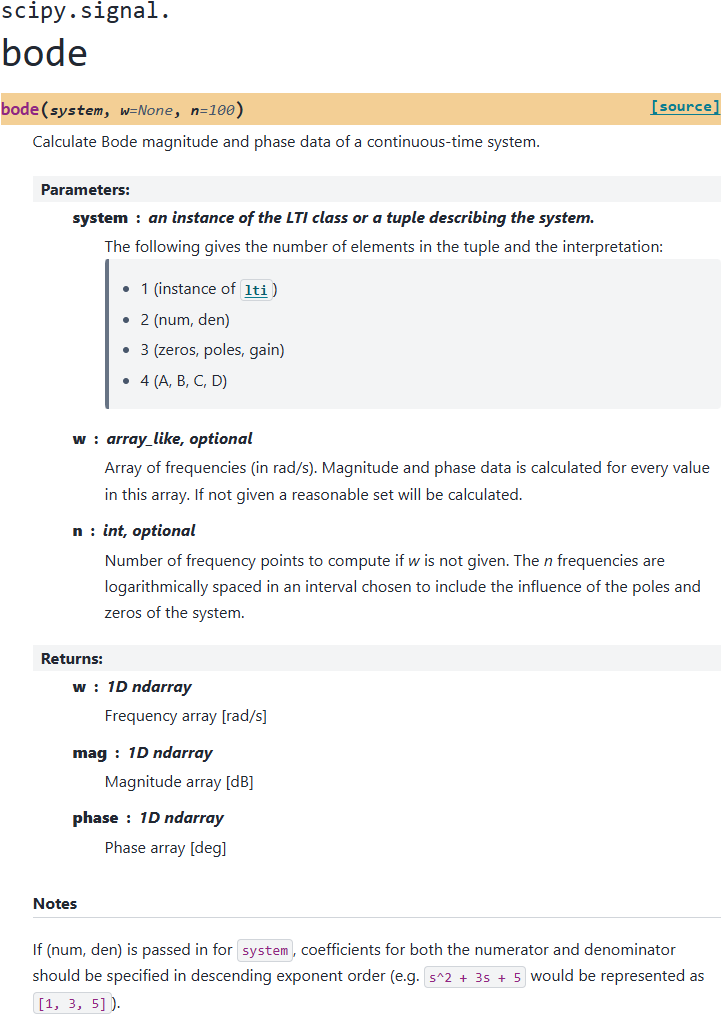 scipy.signal.
bode
bode(system, w=None, n=100) [source]
Calculate Bode magnitude and phase data of a continuous-time system.
Parameters:
system : an instance of the LTI class or a tuple describing the system.
The following gives the number of elements in the tuple and the interpretation:
• 1 (instance of lti)
• 2 (num, den)
• 3 (zeros, poles, gain)
• 4 (A, B, C, D)
w : array_like, optional
Array of frequencies (in rad/s). Magnitude and phase data is calculated for every value
in this array. If not given a reasonable set will be calculated.
n : int, optional
Number of frequency points to compute if w is not given. The n frequencies are
logarithmically spaced in an interval chosen to include the influence of the poles and
zeros of the system.
Returns:
w : 1D ndarray
Frequency array [rad/s]
mag : 1D ndarray
Magnitude array [dB]
phase : 1D ndarray
Phase array [deg]
Notes
If (num, den) is passed in for system, coefficients for both the numerator and denominator
should be specified in descending exponent order (e.g. s^2 + 3s + 5 would be represented as
[1, 3, 5]).